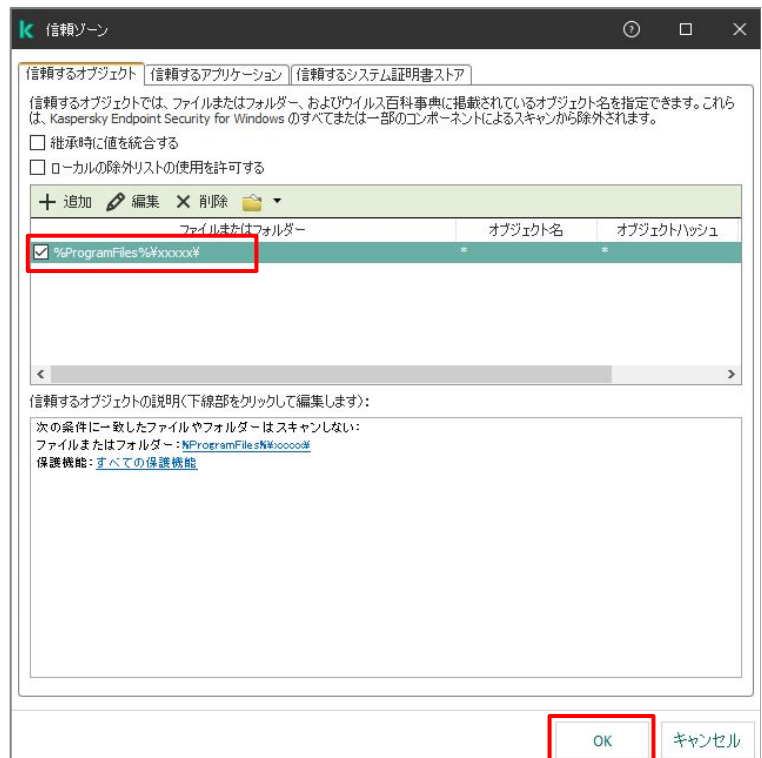 信頼ゾーン
信頼するオブジェクト 信頼するアプリケーション 信頼するシステム証明書ストア
信頼するオブジェクトでは、ファイルまたはフォルダー、およびウイルス百科事典に掲載されているオブジェクト名を指定できます。これら
は、Kaspersky Endpoint Security for Windows のすべてまたは一部のコンポーネントによるスキャンから除外されます。
継承時に値を統合する
ローカルの除外リストの使用を許可する
追加 編集 削除
ファイルまたはフォルダー オブジェクト名 オブジェクトハッシュ
%ProgramFiles%¥xxxxx¥ * *
信頼するオブジェクトの説明(下線部をクリックして編集します):
次の条件に一致したファイルやフォルダーはスキャンしない:
ファイルまたはフォルダー:%ProgramFiles%¥xxxxx¥
保護機能:すべての保護機能
OK キャンセル